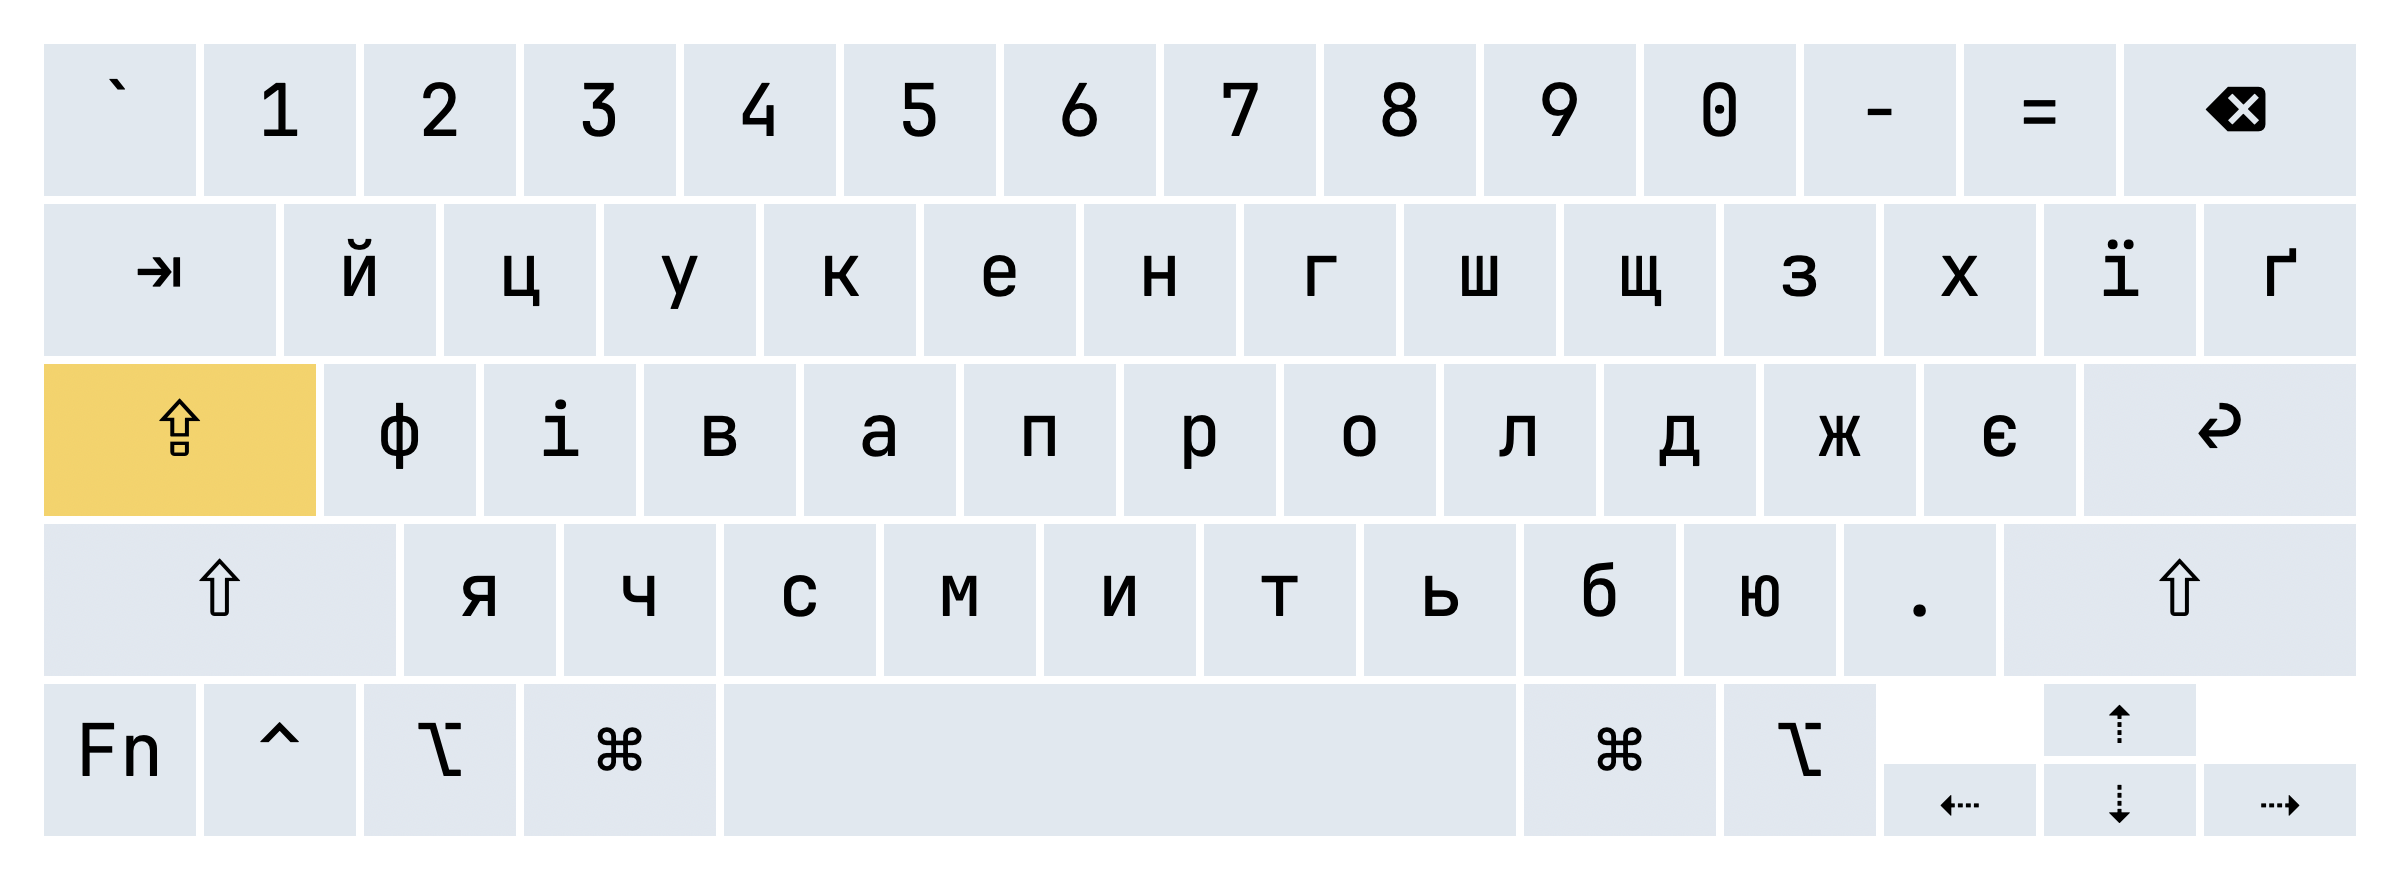 ` 1 2 3 4 5 6 7 8 9 0 - = ⌫
⇥ й ц у к е н г ш щ з х ї ґ
⇪ ф і в а п р о л д ж є ⤶
⇧ я ч с м и т ь б ю . ⇧
Fn ^ ⌥ ⌘ ⌘ ⌥ ⇡
⇠ ⇣ ⇢